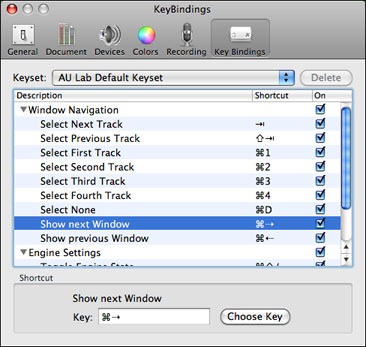 KeyBindings
General Document Devices Colors Recording Key Bindings
Keyset: AU Lab Default Keyset Delete
Description Shortcut On
Window Navigation
Select Next Track ⇥
Select Previous Track ⇧⇥
Select First Track ⌘1
Select Second Track ⌘2
Select Third Track ⌘3
Select Fourth Track ⌘4
Select None ⌘D
Show next Window ⌘→
Show previous Window ⌘←
Engine Settings
Toggle Engine State
Shortcut
Show next Window
Key: ⌘→ Choose Key